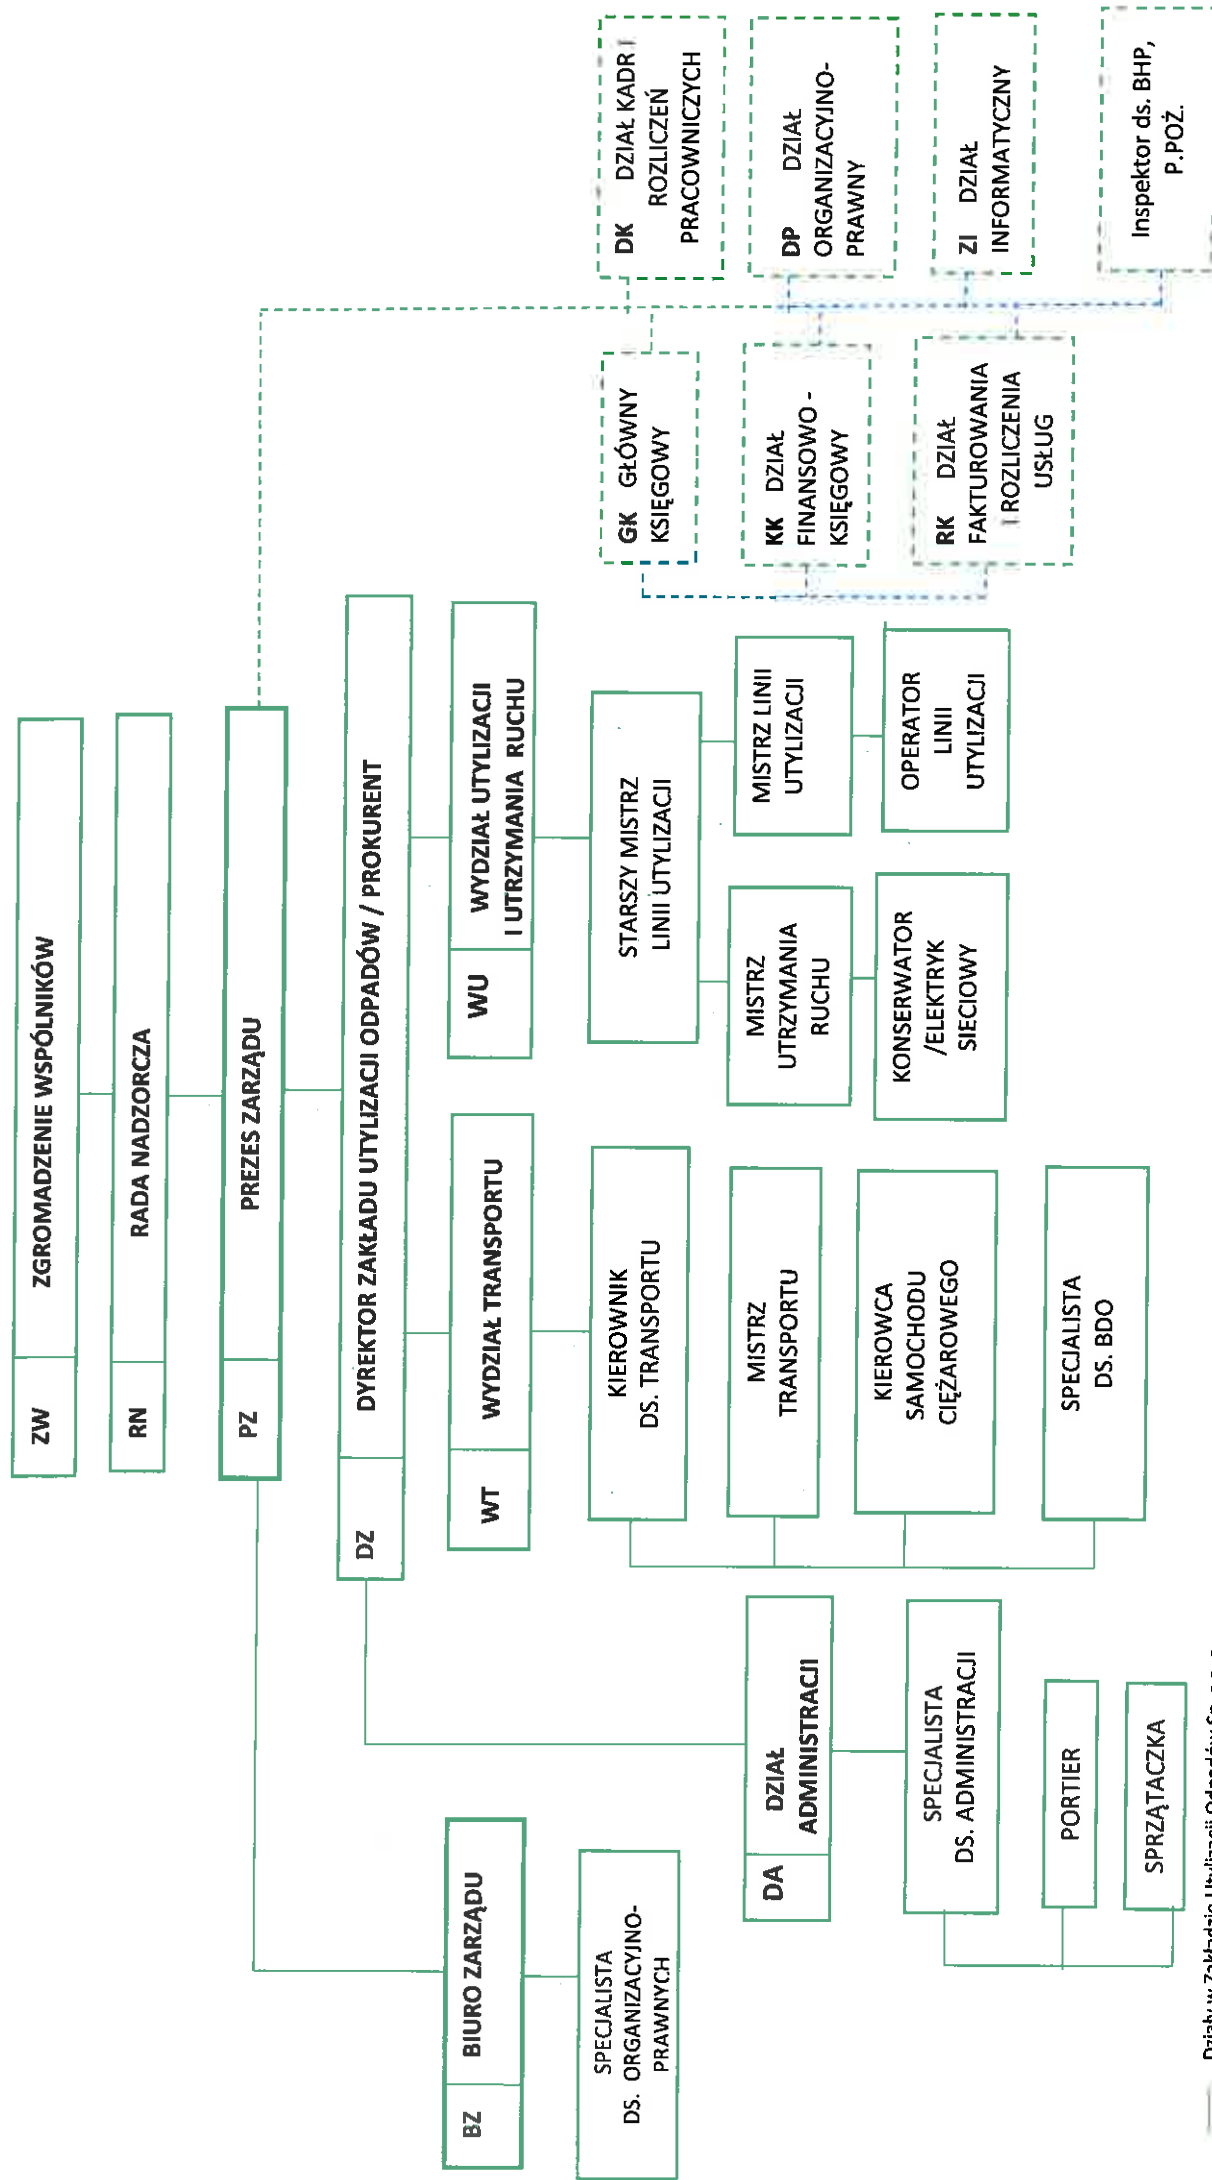 ZW
ZGROMADZENIE WSPÓLNIKÓW
RN
RADA NADZORCZA
PZ
PREZES ZARZĄDU
DZ
DYREKTOR ZAKŁADU UTYLIZACJI ODPADÓW / PROKURENT
BZ
BIURO ZARZĄDU
SPECJALISTA
DS. ORGANIZACYJNO-
PRAWNYCH
DA
DZIAŁ
ADMINISTRACJI
SPECJALISTA
DS. ADMINISTRACJI
PORTIER
SPRZĄTACZKA
WT
WYDZIAŁ TRANSPORTU
KIEROWNIK
DS. TRANSPORTU
MISTRZ
TRANSPORTU
KIEROWCA
SAMOCHODU
CIĘŻAROWEGO
SPECJALISTA
DS. BDO
WU
WYDZIAŁ UTYLIZACJI
I UTRZYMANIA RUCHU
STARSZY MISTRZ
LINII UTYLIZACJI
MISTRZ
UTRZYMANIA
RUCHU
KONSERWATOR
/ELEKTRYK
SIECIOWY
MISTRZ LINII
UTYLIZACJI
OPERATOR
LINII
UTYLIZACJI
GK GŁÓWNY
KSIĘGOWY
KK DZIAŁ
FINANSOWO -
KSIĘGOWY
RK DZIAŁ
FAKTUROWANIA
I ROZLICZENIA
USŁUG
DK DZIAŁ KADR I
ROZLICZEŃ
PRACOWNICZYCH
DP DZIAŁ
ORGANIZACYJNO-
PRAWNY
ZI DZIAŁ
INFORMATYCZNY
Inspektor ds. BHP,
P.POŻ.
Działy w Zakładzie Utylizacji Odpadów